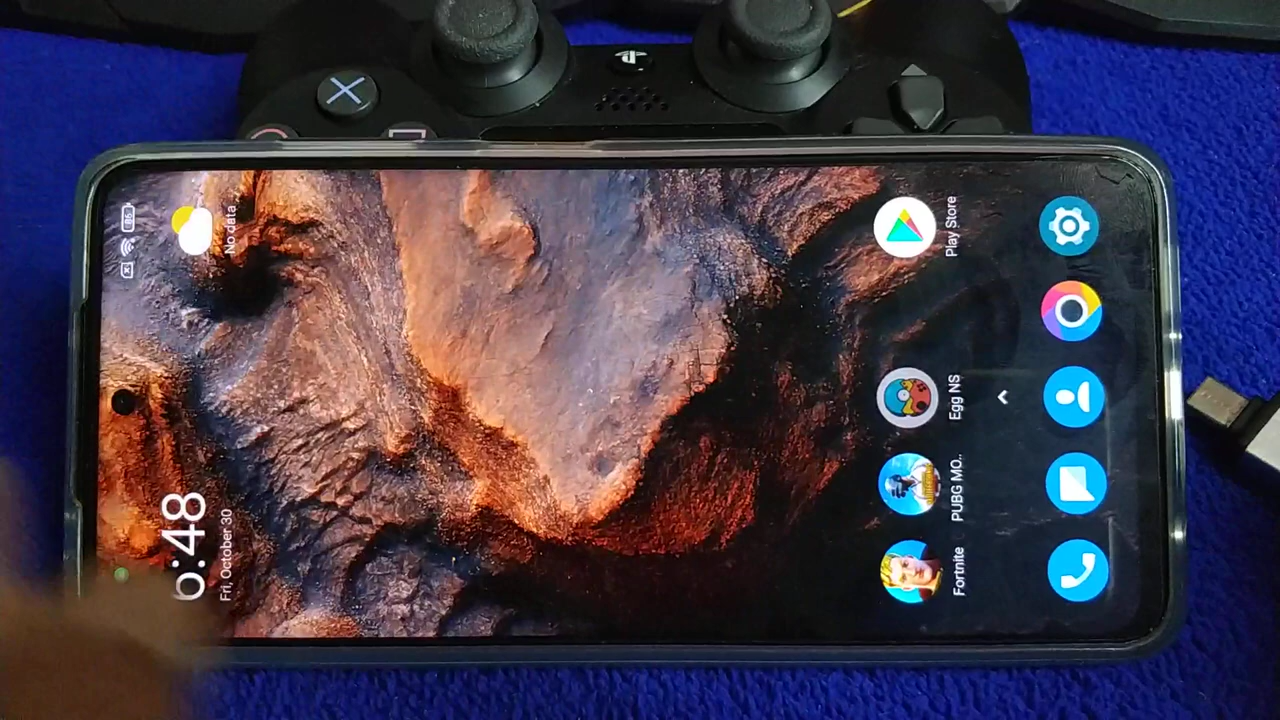 6:48
Fri, October 30
No data
Fortnite
PUBG MO..
Egg NS
Play Store